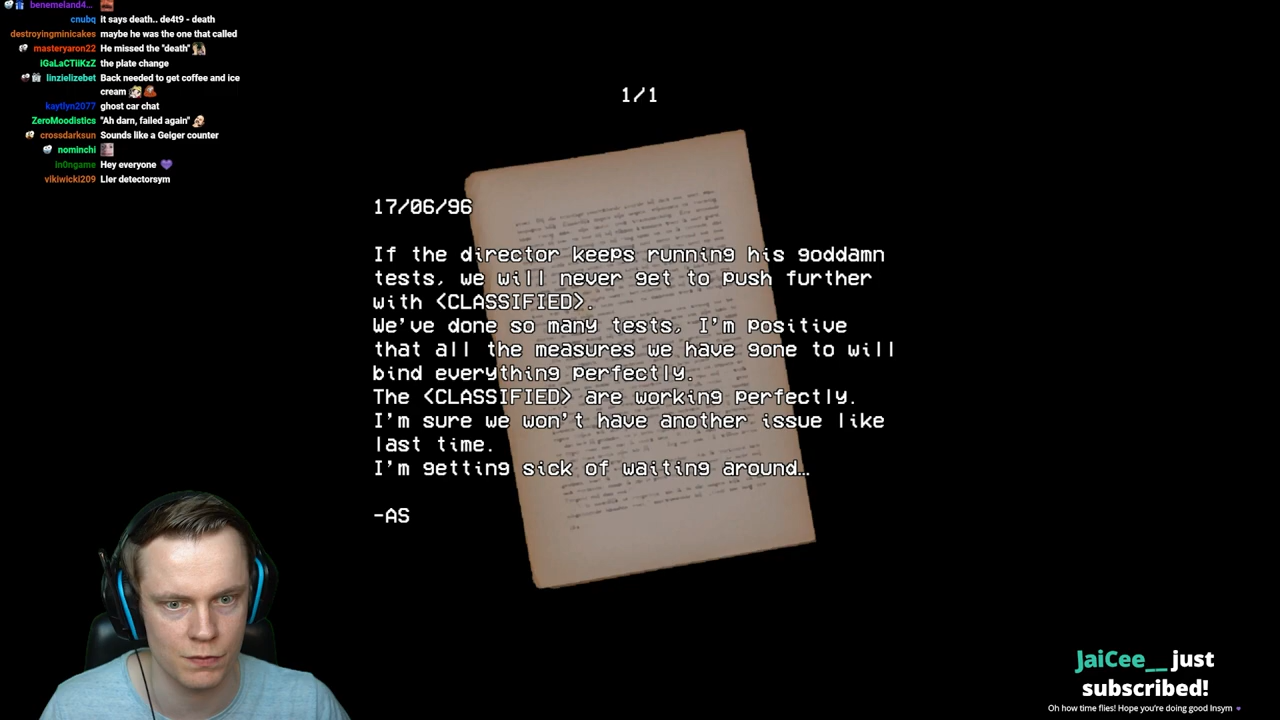 benemeland4…
cnubq it says death.. de4t9 - death
destroyingminicakes maybe he was the one that called
masteryaron22 He missed the "death"
iGaLaCTiiKzZ the plate change
linzielizebet Back needed to get coffee and ice
cream
kaytlyn2077 ghost car chat
ZeroMoodistics "Ah darn, failed again"
crossdarksun Sounds like a Geiger counter
nominchi
in0ngame Hey everyone
vikiwicki209 LIer detectorsym
1/1
17/06/96
If the director keeps running his goddamn
tests, we will never get to push further
with <CLASSIFIED>.
We've done so many tests, I'm positive
that all the measures we have gone to will
bind everything perfectly.
The <CLASSIFIED> are working perfectly.
I'm sure we won't have another issue like
last time.
I'm getting sick of waiting around…
-AS
JaiCee__ just
subscribed!
Oh how time flies! Hope you're doing good Insym